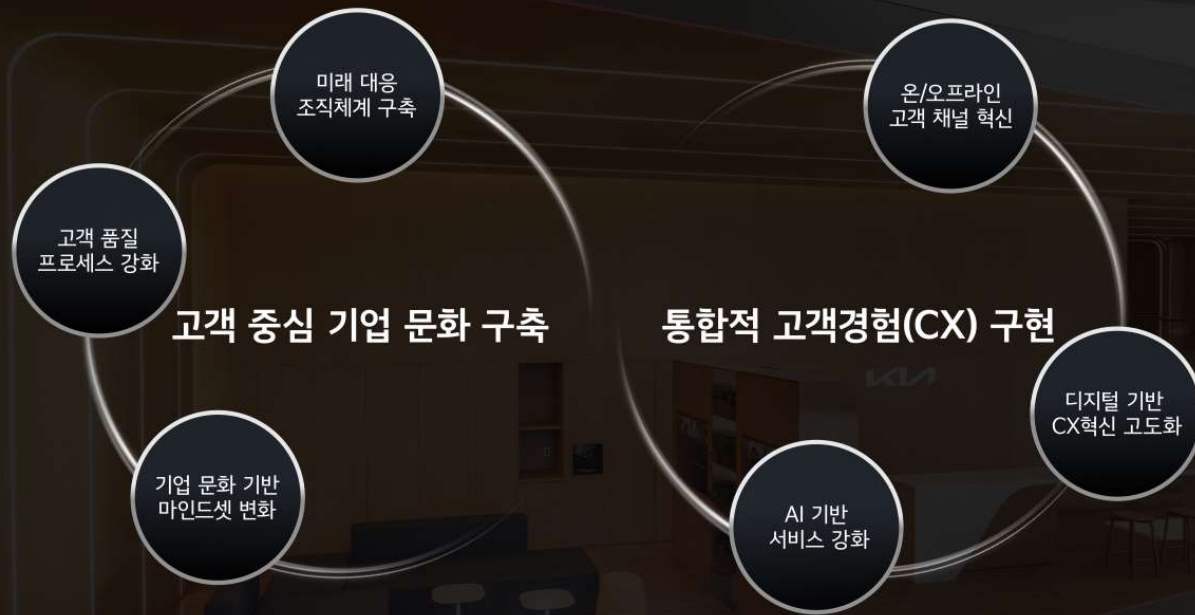 미래 대응
조직체계 구축
고객 품질
프로세스 강화
고객 중심 기업 문화 구축
기업 문화 기반
마인드셋 변화
온/오프라인
고객 채널 혁신
통합적 고객경험(CX) 구현
KIA
디지털 기반
CX혁신 고도화
AI 기반
서비스 강화